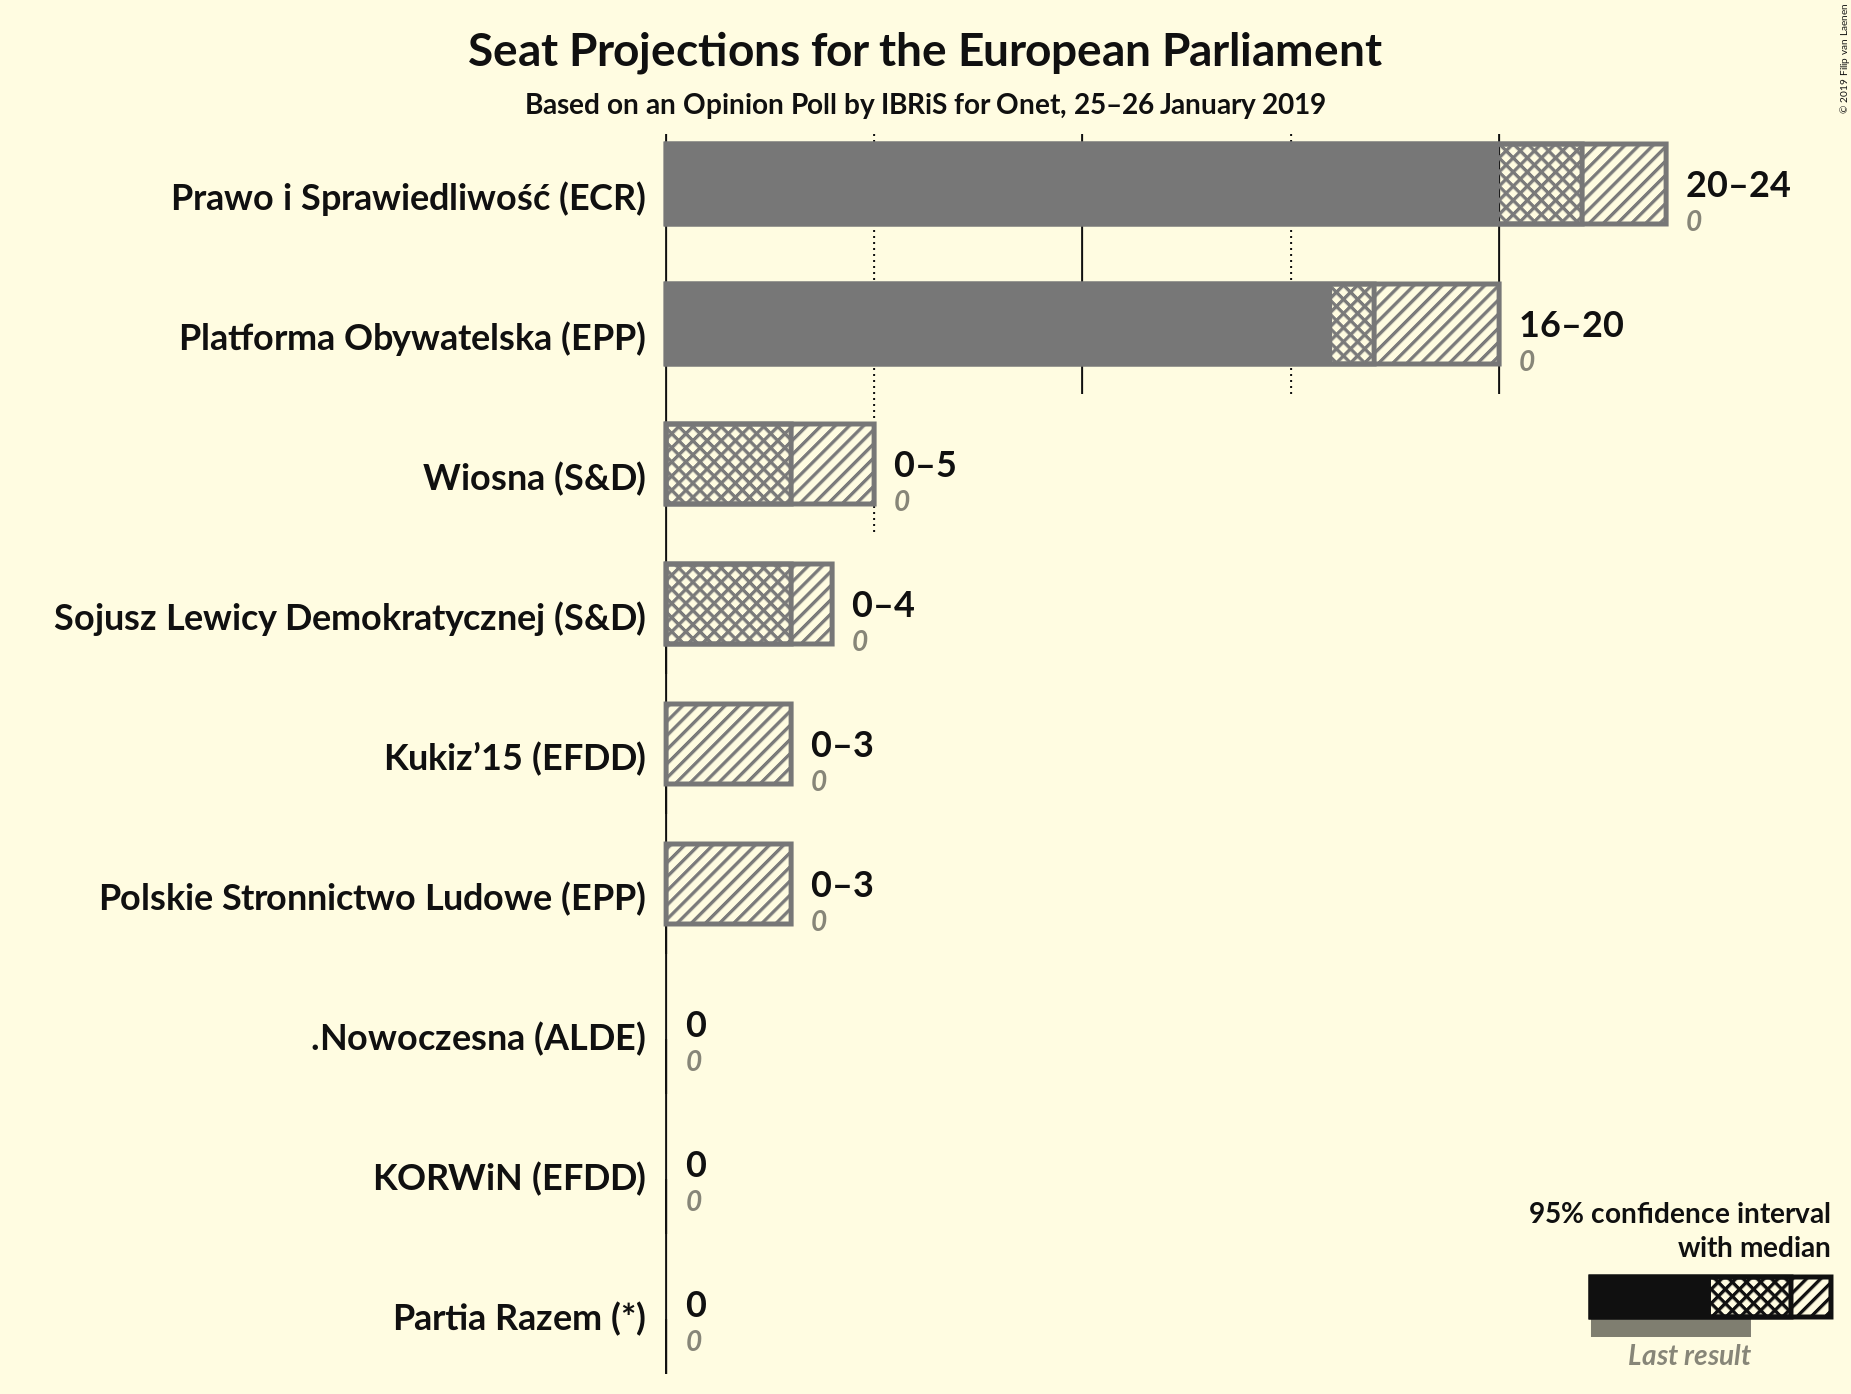 Seat Projections for the European Parliament
Based on an Opinion Poll by IBRiS for Onet, 25–26 January 2019
© 2019 Filip van Laenen
Prawo i Sprawiedliwość (ECR)
20–24
0
Platforma Obywatelska (EPP)
16–20
0
Wiosna (S&D)
0–5
0
Sojusz Lewicy Demokratycznej (S&D)
0–4
0
Kukiz’15 (EFDD)
0–3
0
Polskie Stronnictwo Ludowe (EPP)
0–3
0
.Nowoczesna (ALDE)
0
0
KORWiN (EFDD)
0
0
Partia Razem (*)
0
0
95% confidence interval
with median
Last result